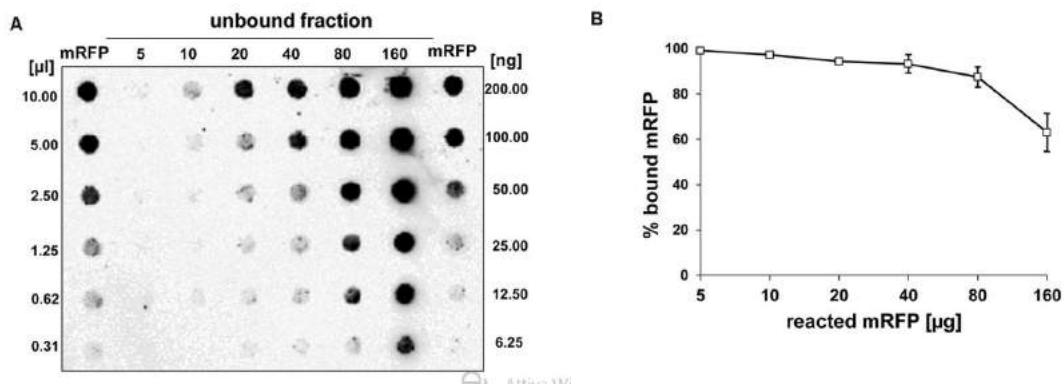 A
unbound fraction
mRFP 5 10 20 40 80 160 mRFP
[µl] [ng]
10.00 200.00
5.00 100.00
2.50 50.00
1.25 25.00
0.62 12.50
0.31 6.25
B
100
80
60
40
20
0
% bound mRFP
5 10 20 40 80 160
reacted mRFP [µg]